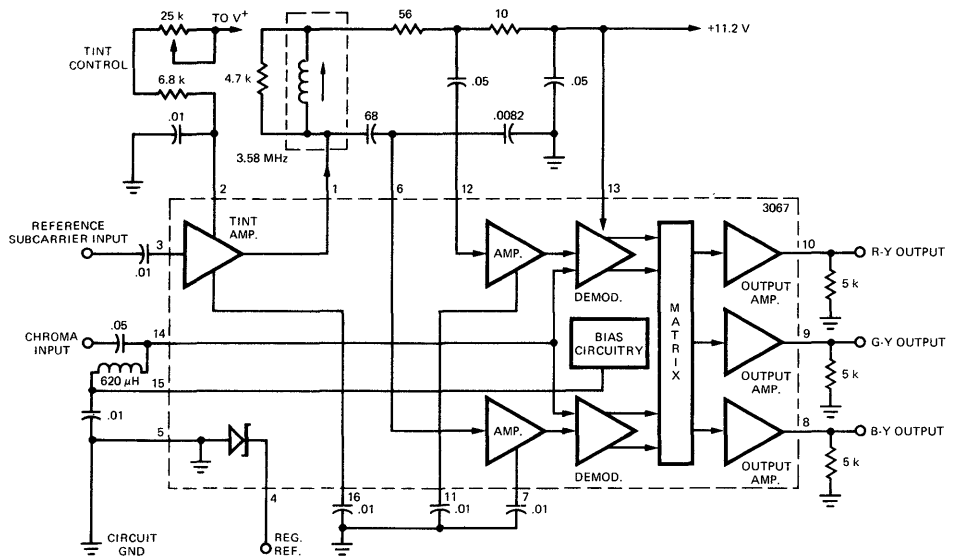 25 k
TO V+
56
10
+11.2 V
TINT
CONTROL
6.8 k
4.7 k
.05
.05
.01
68
.0082
3.58 MHz
2
1
6
12
13
3067
REFERENCE
SUBCARRIER INPUT
3
.01
TINT
AMP.
AMP.
DEMOD.
10
R-Y OUTPUT
OUTPUT
AMP.
5 k
CHROMA
INPUT
.05
14
620 μH
15
BIAS
CIRCUITRY
MATRIX
9
G-Y OUTPUT
OUTPUT
AMP.
5 k
.01
5
AMP.
DEMOD.
8
B-Y OUTPUT
OUTPUT
AMP.
5 k
4
16
.01
11
.01
7
.01
CIRCUIT
GND
REG.
REF.